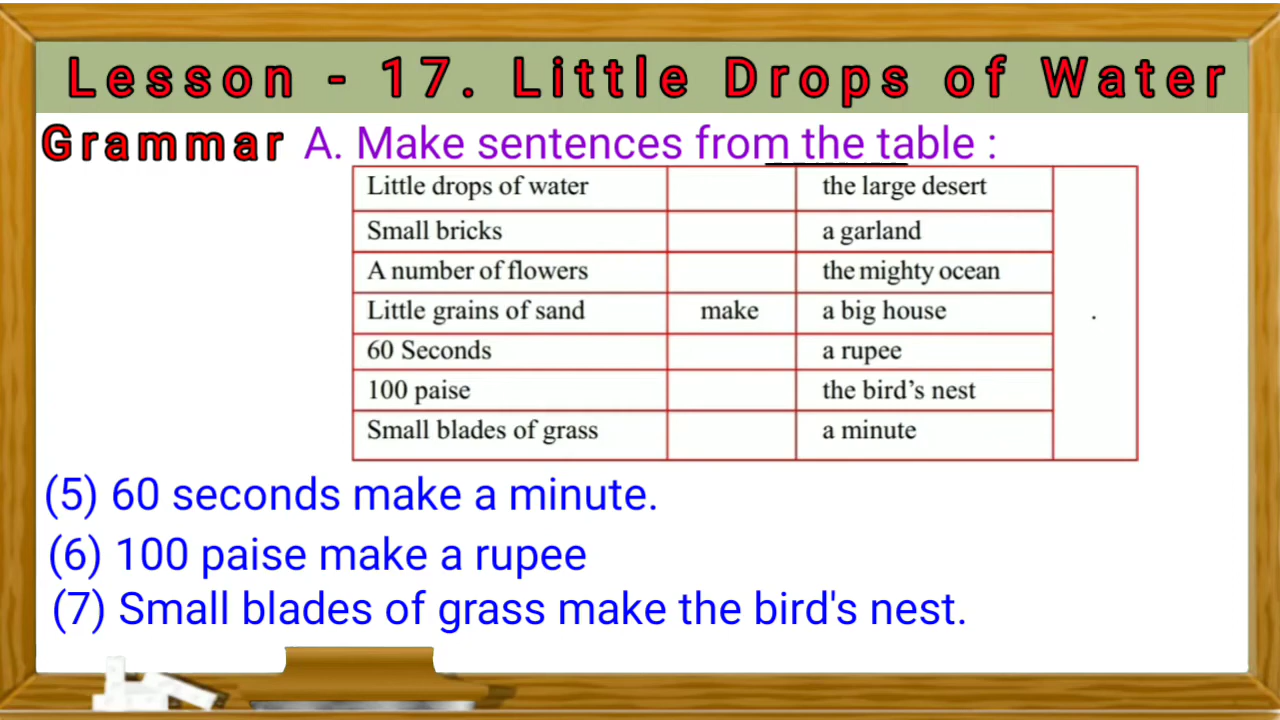 Lesson - 17. Little Drops of Water
Grammar A. Make sentences from the table :
Little drops of water the large desert
Small bricks a garland
A number of flowers the mighty ocean
Little grains of sand make a big house .
60 Seconds a rupee
100 paise the bird’s nest
Small blades of grass a minute
(5) 60 seconds make a minute.
(6) 100 paise make a rupee
(7) Small blades of grass make the bird's nest.